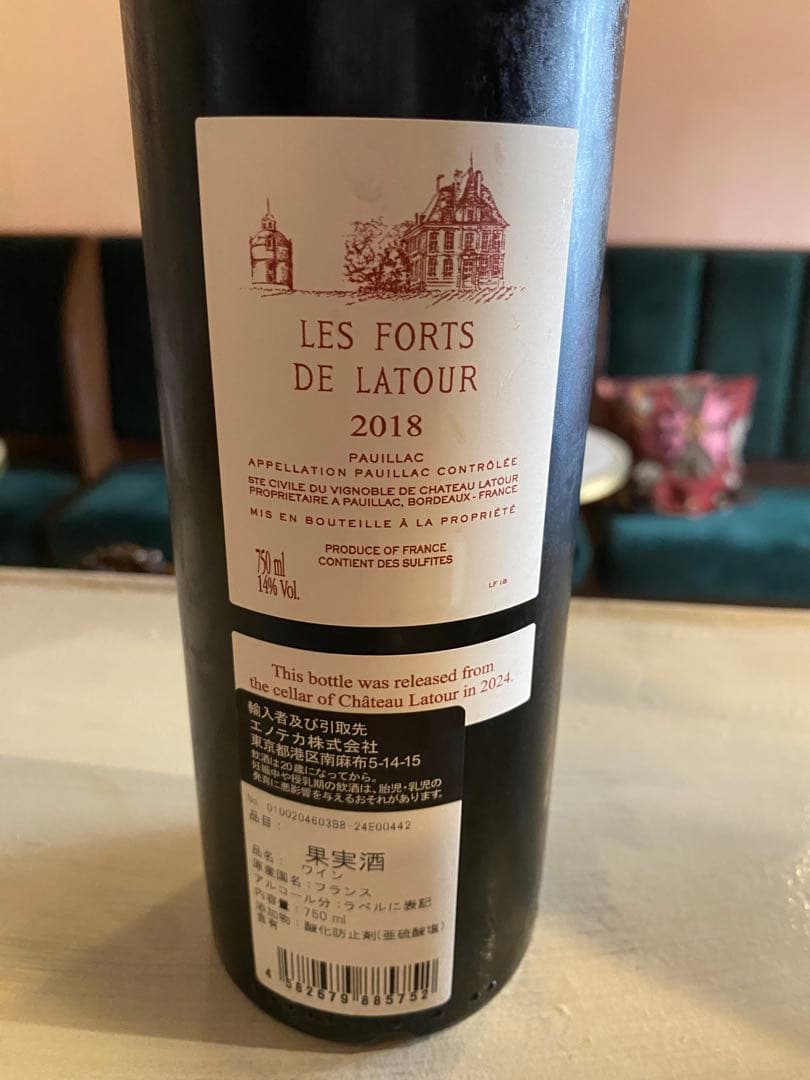 LES FORTS
DE LATOUR
2018
PAUILLAC
APPELLATION PAUILLAC CONTRÔLÉE
STE CIVILE DU VIGNOBLE DE CHATEAU LATOUR
PROPRIETAIRE A PAUILLAC, BORDEAUX - FRANCE
MIS EN BOUTEILLE À LA PROPRIÉTÉ
PRODUCE OF FRANCE
CONTIENT DES SULFITES
750 ml
14% Vol.
LF 18
This bottle was released from
the cellar of Château Latour in 2024.
輸入者及び引取先
エノテカ株式会社
東京都港区南麻布5-14-15
飲酒は20歳になってから。
妊娠中や授乳期の飲酒は、胎児・乳児の
発育に悪影響を与えるおそれがあります。
No. 0100204603B8-24E00442
品目: 果実酒
品名: ワイン
原産国名:フランス
アルコール分:ラベルに表記
内容量:750 ml
添加物:酸化防止剤(亜硫酸塩)
含有
4 582679 885752